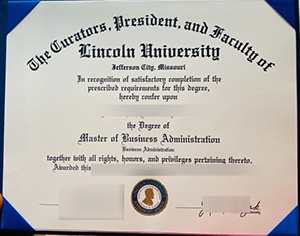 The Curators, President, and Faculty of
Lincoln University
Jefferson City, Missouri
In recognition of satisfactory completion of the
prescribed requirements for this degree,
hereby confer upon
the Degree of
Master of Business Administration
Business Administration
together with all rights, honors, and privileges pertaining thereto.
Awarded this